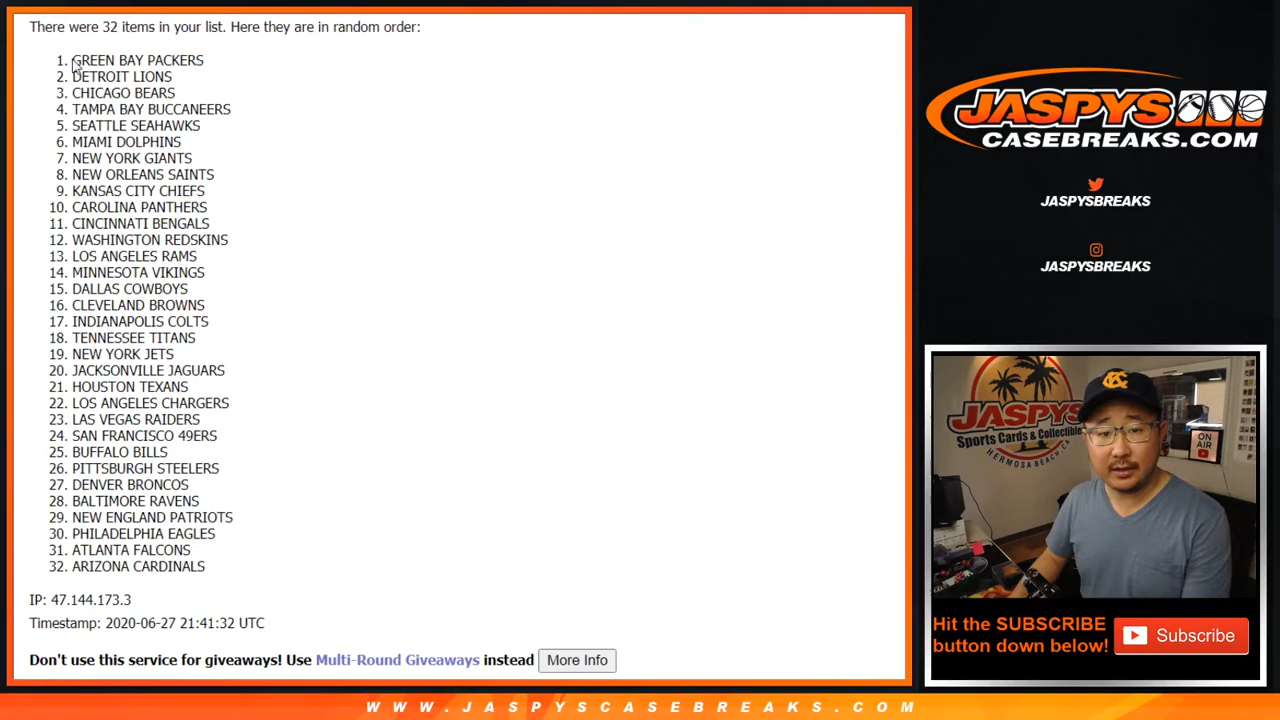 There were 32 items in your list. Here they are in random order:
1. GREEN BAY PACKERS
2. DETROIT LIONS
3. CHICAGO BEARS
4. TAMPA BAY BUCCANEERS
5. SEATTLE SEAHAWKS
6. MIAMI DOLPHINS
7. NEW YORK GIANTS
8. NEW ORLEANS SAINTS
9. KANSAS CITY CHIEFS
10. CAROLINA PANTHERS
11. CINCINNATI BENGALS
12. WASHINGTON REDSKINS
13. LOS ANGELES RAMS
14. MINNESOTA VIKINGS
15. DALLAS COWBOYS
16. CLEVELAND BROWNS
17. INDIANAPOLIS COLTS
18. TENNESSEE TITANS
19. NEW YORK JETS
20. JACKSONVILLE JAGUARS
21. HOUSTON TEXANS
22. LOS ANGELES CHARGERS
23. LAS VEGAS RAIDERS
24. SAN FRANCISCO 49ERS
25. BUFFALO BILLS
26. PITTSBURGH STEELERS
27. DENVER BRONCOS
28. BALTIMORE RAVENS
29. NEW ENGLAND PATRIOTS
30. PHILADELPHIA EAGLES
31. ATLANTA FALCONS
32. ARIZONA CARDINALS
IP: 47.144.173.3
Timestamp: 2020-06-27 21:41:32 UTC
Don't use this service for giveaways! Use Multi-Round Giveaways instead More Info
JASPYS
CASEBREAKS.COM
JASPYSBREAKS
JASPYSBREAKS
JASPYS
Sports Cards & Collectibles
HERMOSA BEACH, CA
KC
ON
AIR
Hit the SUBSCRIBE
button down below!
Subscribe
WWW.JASPYSCASEBREAKS.COM